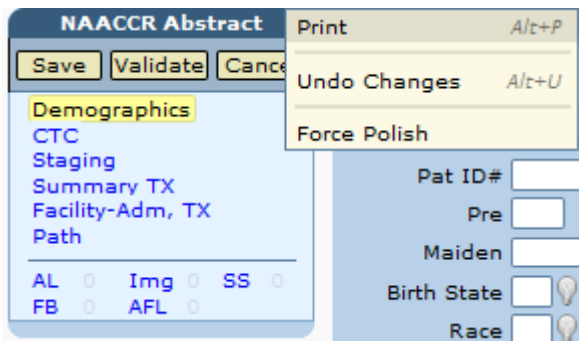 NAACCR Abstract
Save Validate
Demographics
CTC
Staging
Summary TX
Facility-Adm, TX
Path
AL 0 Img 0 SS 0
FB 0 AFL 0
Print Alt+P
Undo Changes Alt+U
Force Polish
Pat ID#
Pre
Maiden
Birth State
Race